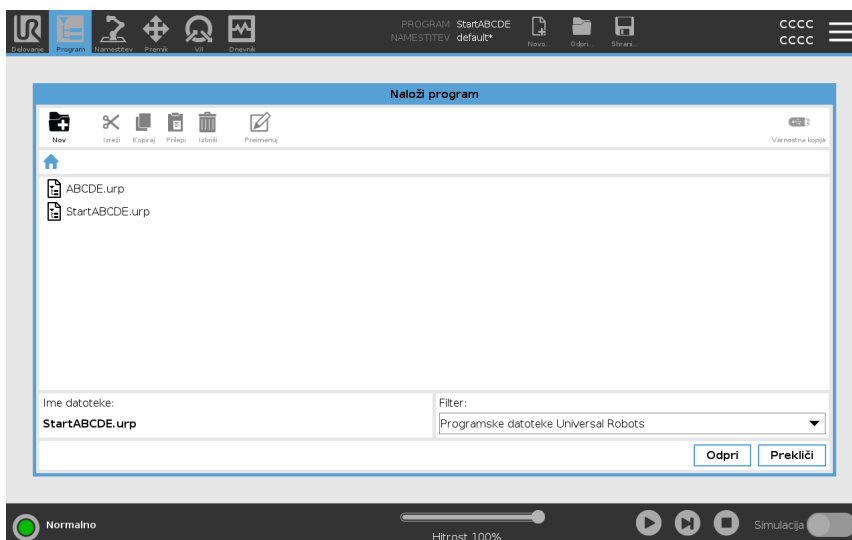 PROGRAM StartABCDE
NAMESTITEV default*
CCCC
CCCC
Delovanje Program Namestitev Premik V/I Dnevnik Novo... Odpri... Shrani...
Naloži program
Nov Izreži Kopiraj Prilepi Izbriši Preimenuj Varnostna kopija
ABCDE.urp
StartABCDE.urp
Ime datoteke: Filter:
StartABCDE.urp Programske datoteke Universal Robots
Odpri Prekliči
Normalno Hitrost 100% Simulacija